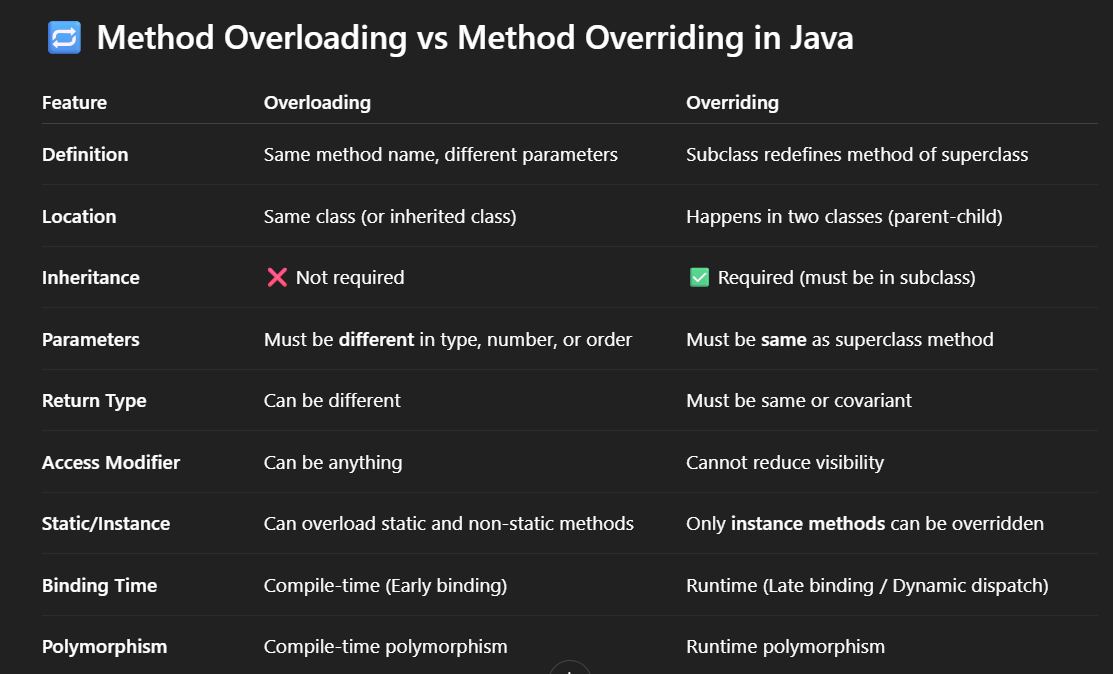 Method Overloading vs Method Overriding in Java
Feature Overloading Overriding
Definition Same method name, different parameters Subclass redefines method of superclass
Location Same class (or inherited class) Happens in two classes (parent-child)
Inheritance ❌ Not required ✅ Required (must be in subclass)
Parameters Must be different in type, number, or order Must be same as superclass method
Return Type Can be different Must be same or covariant
Access Modifier Can be anything Cannot reduce visibility
Static/Instance Can overload static and non-static methods Only instance methods can be overridden
Binding Time Compile-time (Early binding) Runtime (Late binding / Dynamic dispatch)
Polymorphism Compile-time polymorphism Runtime polymorphism